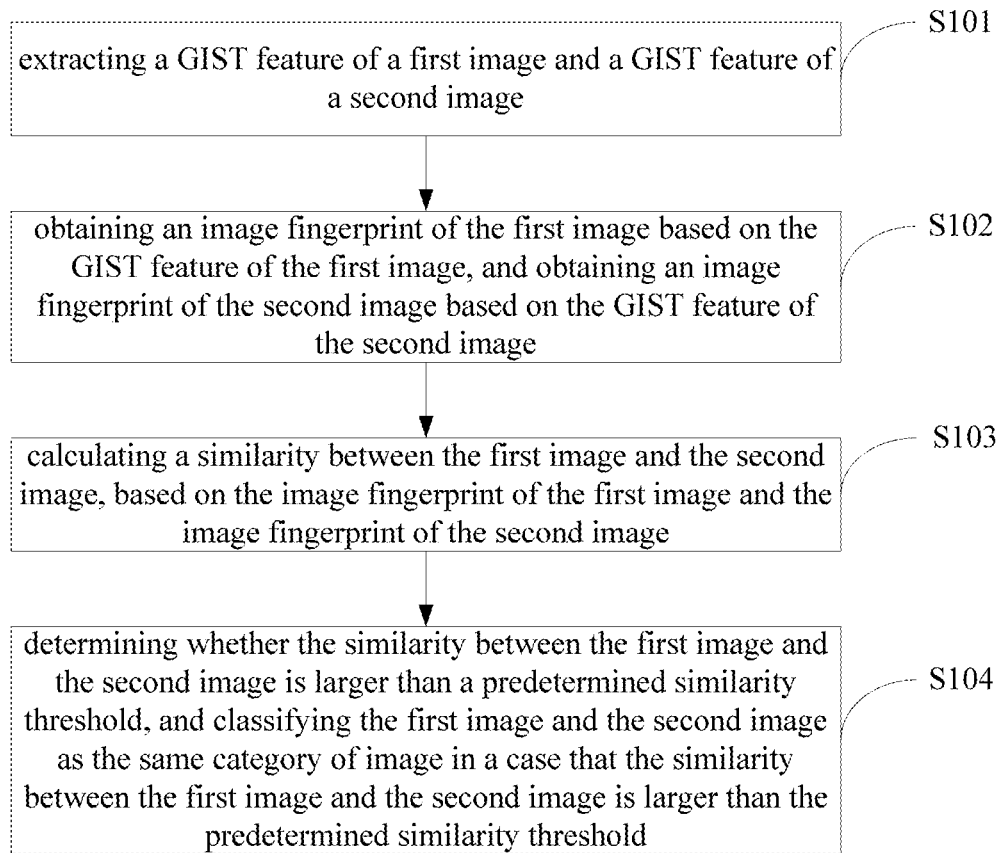 S101
extracting a GIST feature of a first image and a GIST feature of
a second image
S102
obtaining an image fingerprint of the first image based on the
GIST feature of the first image, and obtaining an image
fingerprint of the second image based on the GIST feature of
the second image
S103
calculating a similarity between the first image and the second
image, based on the image fingerprint of the first image and the
image fingerprint of the second image
S104
determining whether the similarity between the first image and
the second image is larger than a predetermined similarity
threshold, and classifying the first image and the second image
as the same category of image in a case that the similarity
between the first image and the second image is larger than the
predetermined similarity threshold